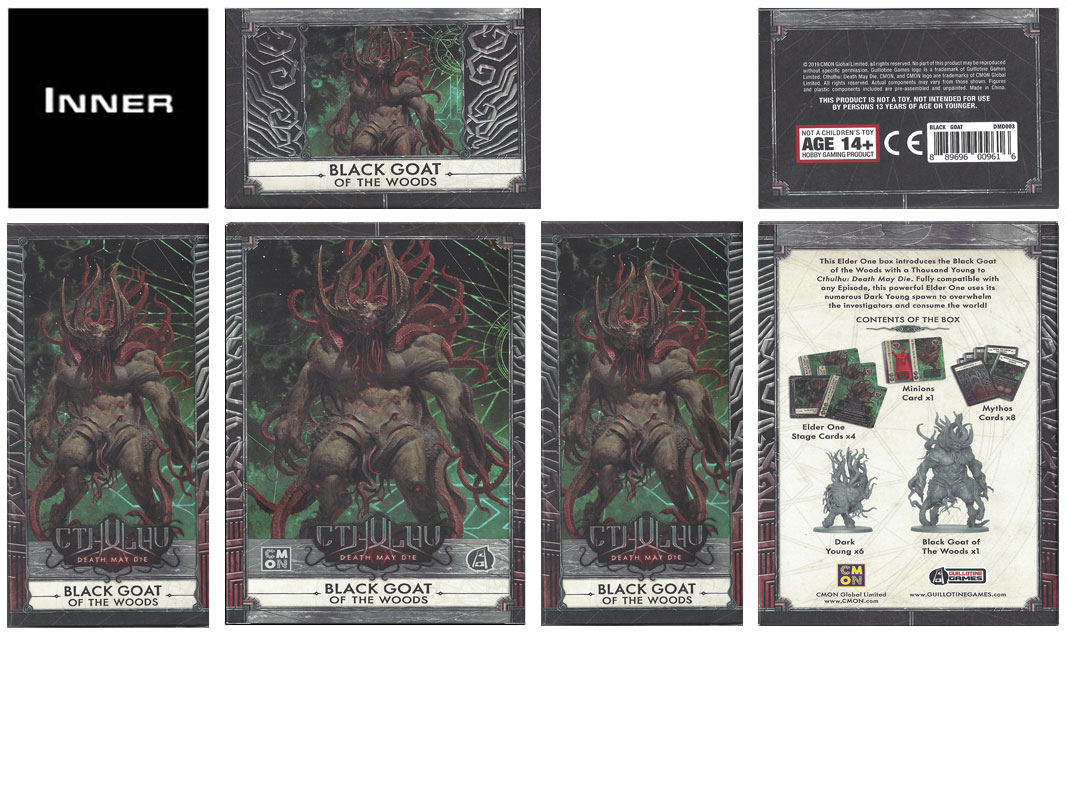 INNER
BLACK GOAT
OF THE WOODS
© 2019 CMON Global Limited, all rights reserved. No part of this product may be reproduced
without specific permission. Guillotine Games logo is a trademark of Guillotine Games
Limited. Cthulhu: Death May Die, CMON, and CMON logo are trademarks of CMON Global
Limited. All rights reserved. Actual components may vary from those shown. Figures
and plastic components included are pre-assembled and unpainted. Made in China.
THIS PRODUCT IS NOT A TOY. NOT INTENDED FOR USE
BY PERSONS 13 YEARS OF AGE OR YOUNGER.
NOT A CHILDREN'S TOY
AGE 14+
HOBBY GAMING PRODUCT
CE
BLACK GOAT DMD003
8 89696 00961 6
CTHULHU
DEATH MAY DIE
BLACK GOAT
OF THE WOODS
CTHULHU
DEATH MAY DIE
CMON
BLACK GOAT
OF THE WOODS
CTHULHU
DEATH MAY DIE
BLACK GOAT
OF THE WOODS
This Elder One box introduces the Black Goat
of the Woods with a Thousand Young to
Cthulhu: Death May Die. Fully compatible with
any Episode, this powerful Elder One uses its
numerous Dark Young spawn to overwhelm
the investigators and consume the world!
CONTENTS OF THE BOX
Elder One
Stage Cards x4
Minions
Card x1
Mythos
Cards x8
Dark
Young x6
Black Goat of
The Woods x1
CMON
GUILLOTINE
GAMES
CMON Global Limited
www.CMON.com
www.GUILLOTINEGAMES.com